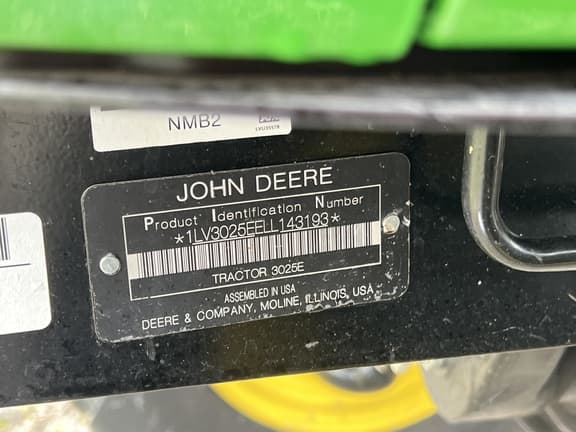 NMB2
JOHN DEERE
Product Identification Number
*1LV3025EELL143193*
TRACTOR 3025E
ASSEMBLED IN USA
DEERE & COMPANY, MOLINE, ILLINOIS, USA